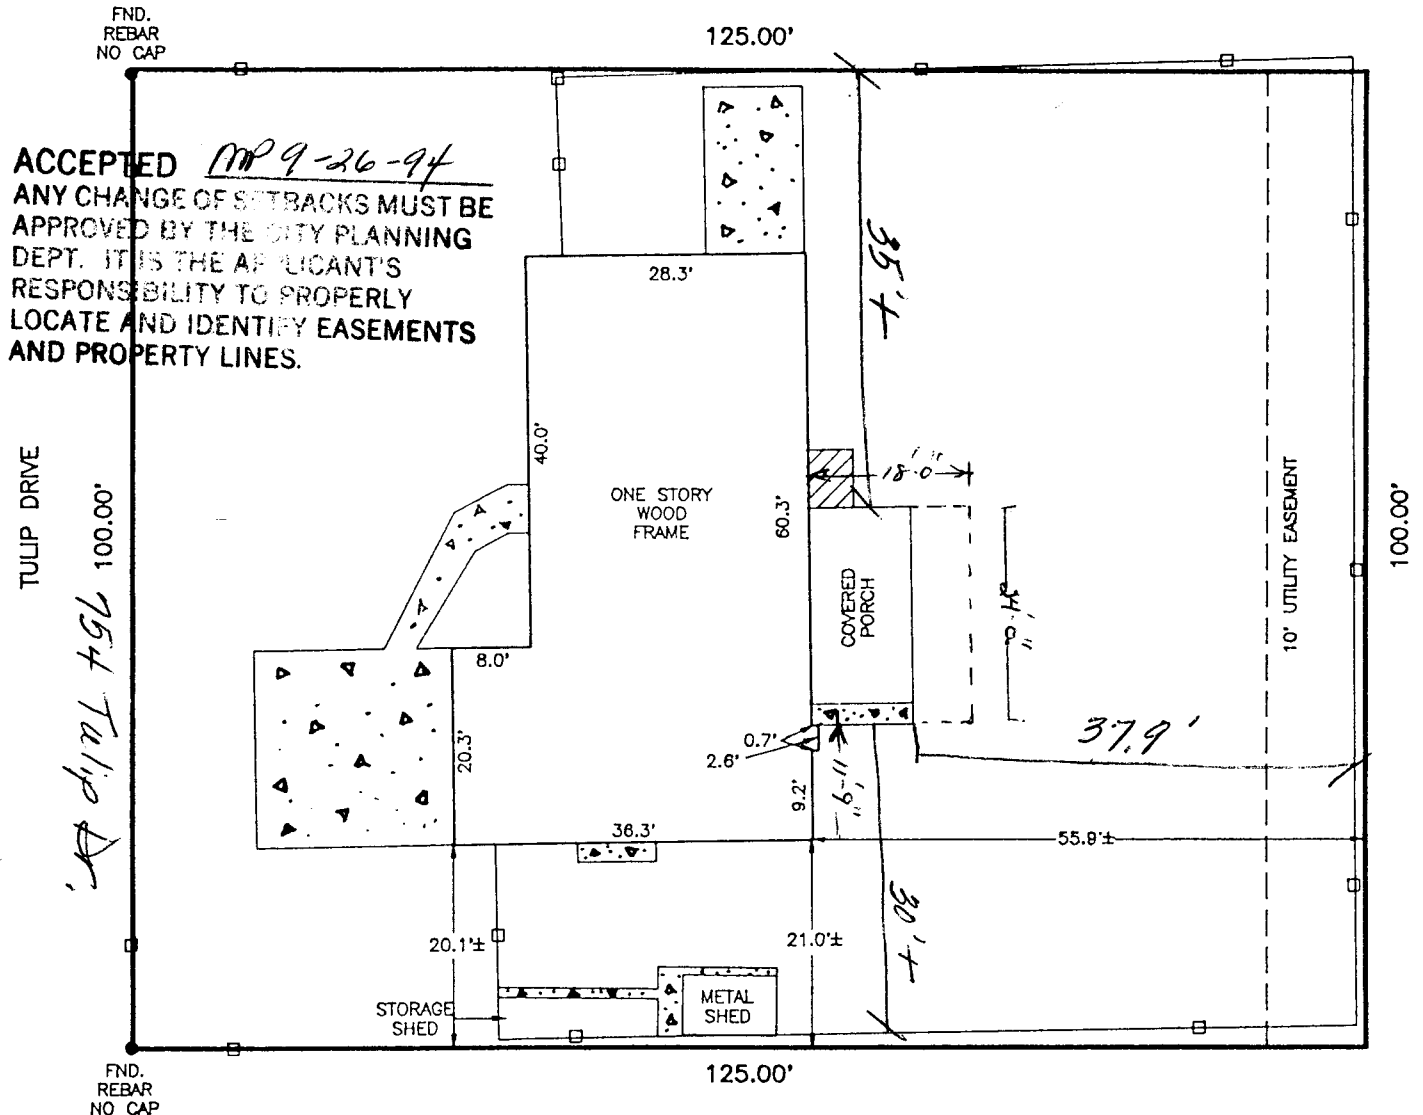 FND.
REBAR
NO CAP
125.00'
ACCEPTED MP 9-26-94
ANY CHANGE OF SETBACKS MUST BE
APPROVED BY THE CITY PLANNING
DEPT. IT IS THE APPLICANT'S
RESPONSIBILITY TO PROPERLY
LOCATE AND IDENTIFY EASEMENTS
AND PROPERTY LINES.
28.3'
35'±
40.0'
TULIP DRIVE
100.00'
754 Tulip Dr.
ONE STORY
WOOD
FRAME
60.3'
18'-0"
COVERED
PORCH
10' UTILITY EASEMENT
100.00'
8.0'
20.3'
0.7'
2.6'
9.2'
11'-9"
37.9'
36.3'
55.9'±
20.1'±
21.0'±
30'±
STORAGE
SHED
METAL
SHED
FND.
REBAR
NO CAP
125.00'